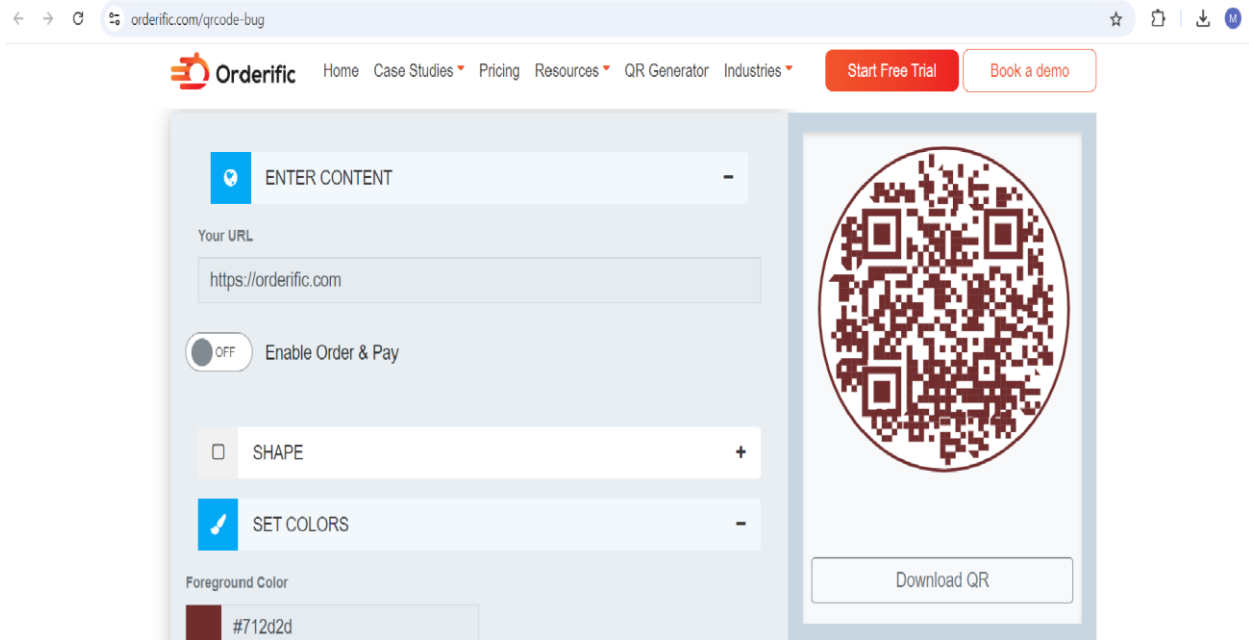 orderific.com/qrcode-bug
M
Orderific Home Case Studies Pricing Resources QR Generator Industries Start Free Trial Book a demo
ENTER CONTENT −
Your URL
https://orderific.com
OFF Enable Order & Pay
SHAPE +
SET COLORS −
Foreground Color
#712d2d
Download QR